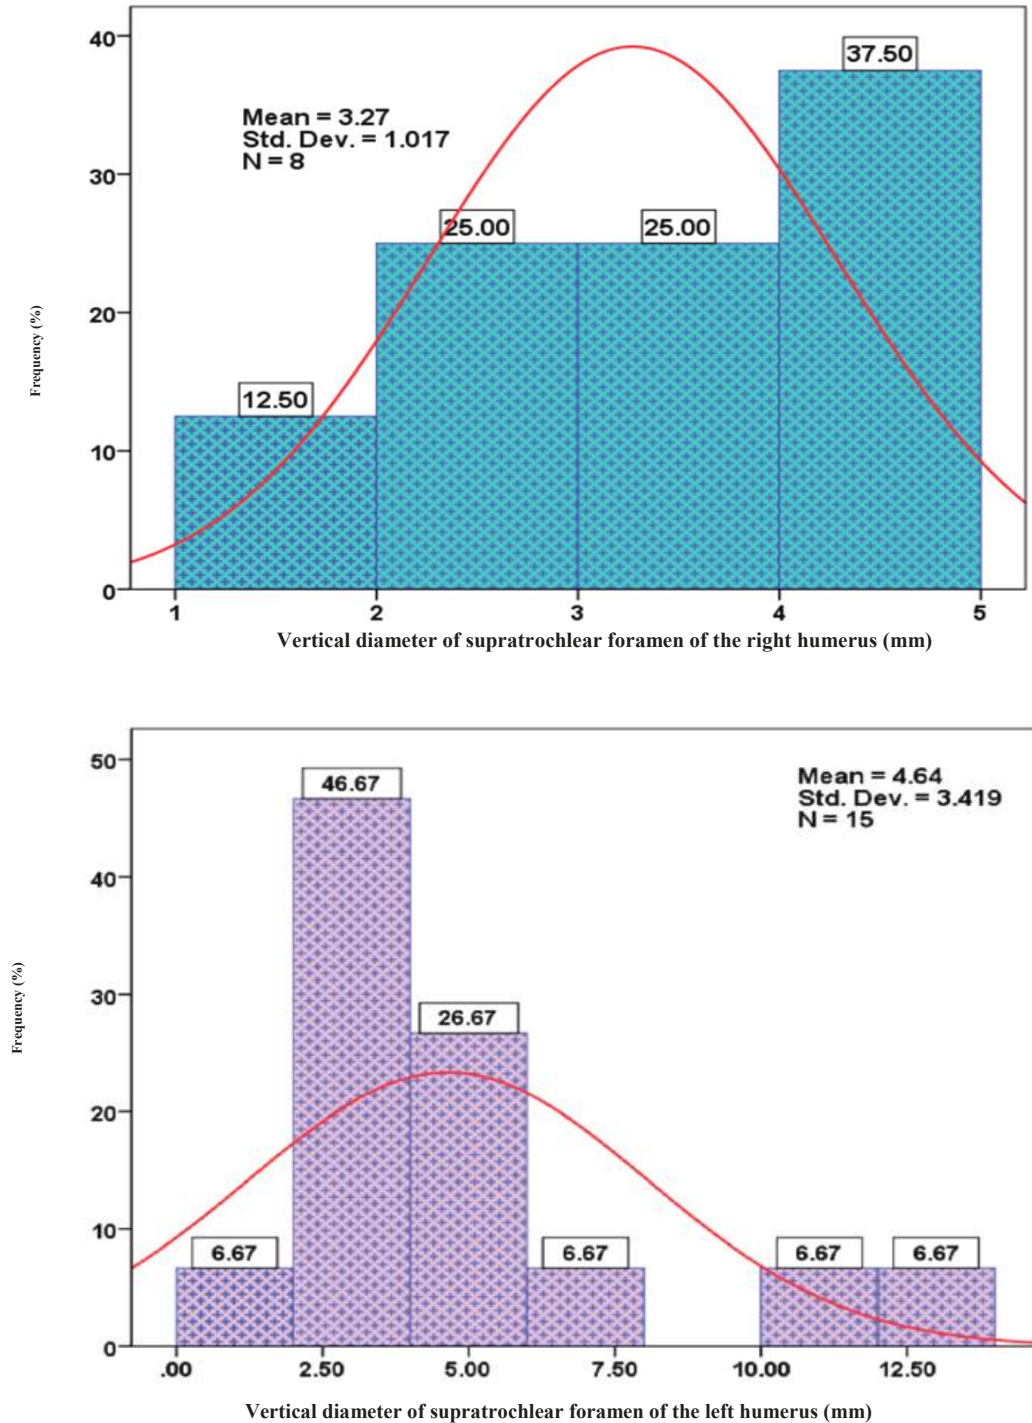 40
37.50
Mean = 3.27
Std. Dev. = 1.017
N = 8
30
25.00
25.00
Frequency (%)
20
12.50
10
0
1 2 3 4 5
Vertical diameter of supratrochlear foramen of the right humerus (mm)
50
46.67
Mean = 4.64
Std. Dev. = 3.419
N = 15
40
30
26.67
Frequency (%)
20
10
6.67 6.67 6.67 6.67
0
.00 2.50 5.00 7.50 10.00 12.50
Vertical diameter of supratrochlear foramen of the left humerus (mm)